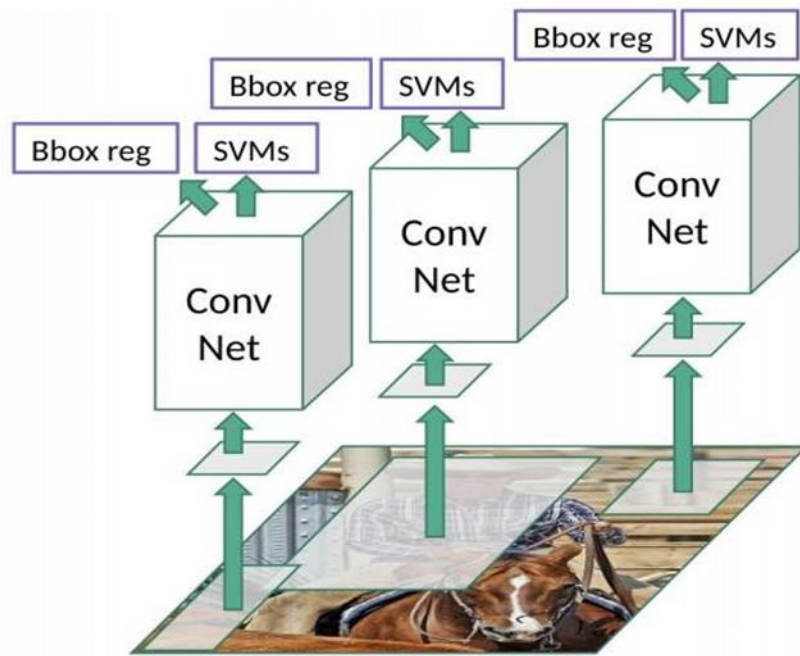 Bbox reg
SVMs
Bbox reg
SVMs
Bbox reg
SVMs
Conv
Net
Conv
Net
Conv
Net